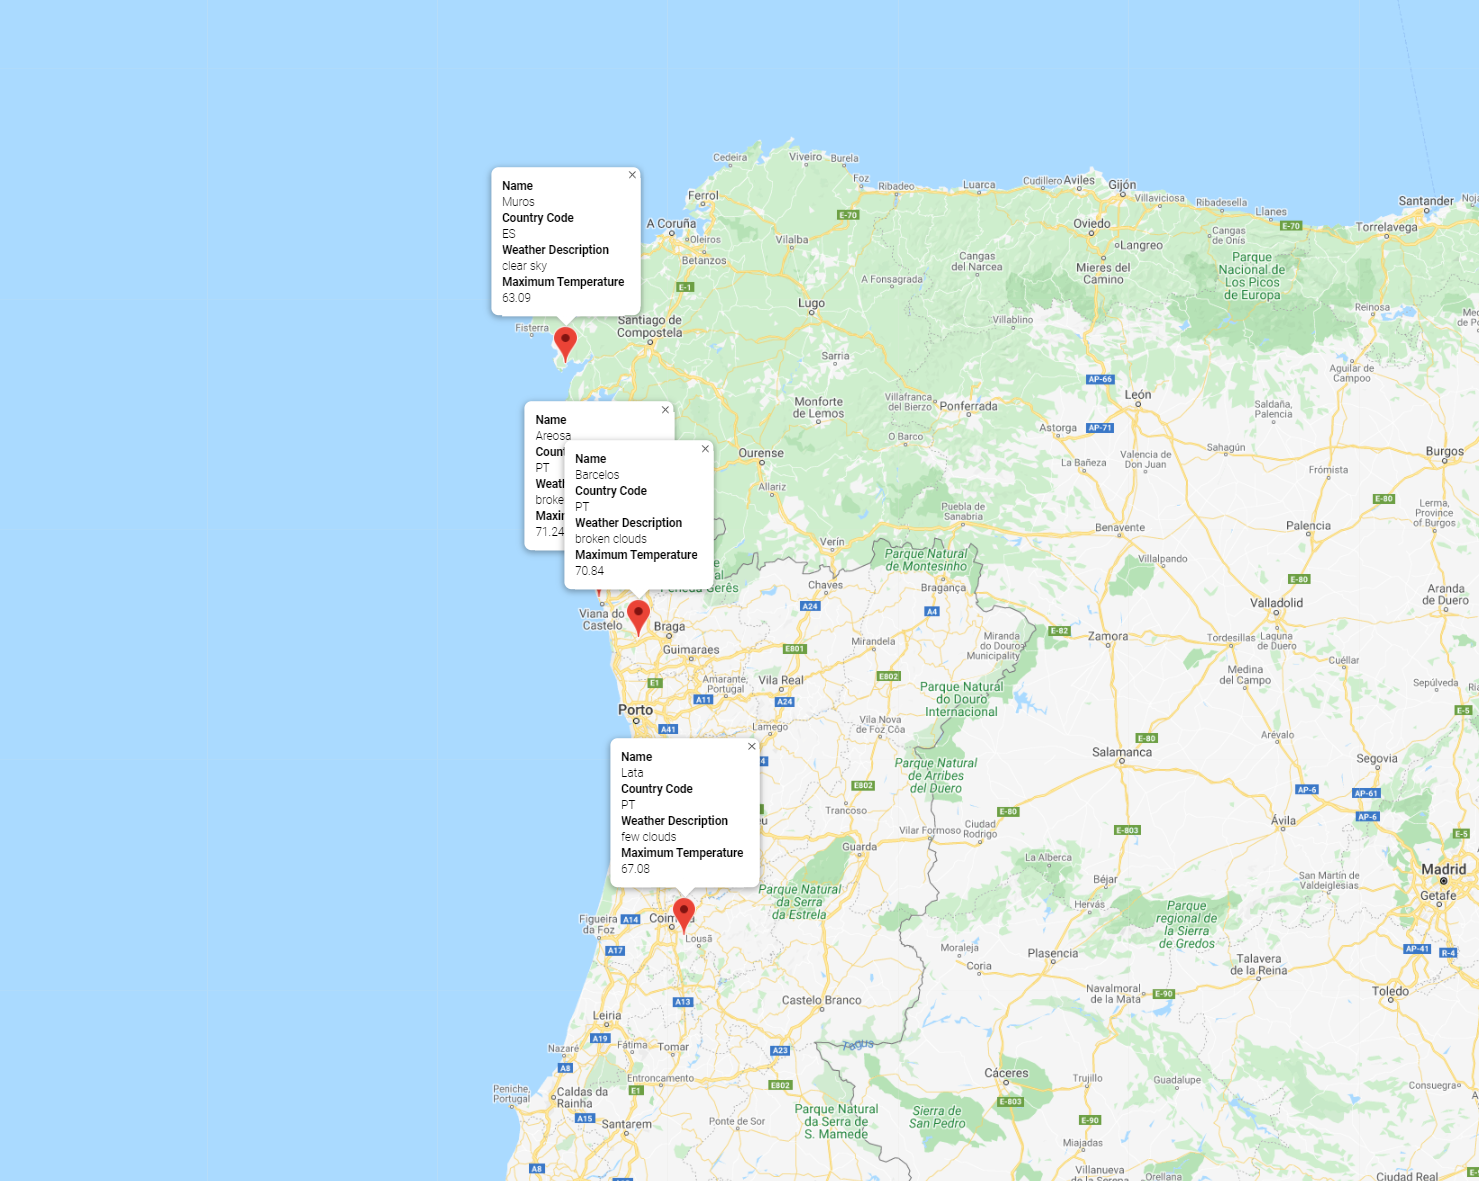 Name
Muros
Country Code
ES
Weather Description
clear sky
Maximum Temperature
63.09
Name
Areosa
PT
71.24
Name
Barcelos
Country Code
PT
Weather Description
broken clouds
Maximum Temperature
70.84
Name
Lata
Country Code
PT
Weather Description
few clouds
Maximum Temperature
67.08
Cedeira
Viveiro
Burela
Foz
Ribadeo
Luarca
Cudillero
Aviles
Gijón
Villaviciosa
Ribadesella
Llanes
Santander
Torrelavega
Ferrol
A Coruña
Oleiros
Betanzos
E-70
Vilalba
Oviedo
Langreo
Cangas de Onís
E-70
Cangas
del Narcea
Mieres del
Camino
Parque
Nacional de
Los Picos
de Europa
A Fonsagrada
E-1
Lugo
Reinosa
Fisterra
Santiago de
Compostela
Villablino
Sarria
Aguilar de
Campoo
AP-66
León
Monforte
de Lemos
Villafranca
del Bierzo
Ponferrada
Saldaña,
Palencia
Astorga
AP-71
O Barco
Sahagún
Burgos
Ourense
La Bañeza
Valencia de
Don Juan
Frómista
Allariz
E-80
Puebla de
Sanabria
Lerma,
Province
of Burgos
Benavente
Palencia
Verín
Parque Natural
de Montesinho
Villalpando
E-80
Chaves
Bragança
Aranda
de Duero
Valladolid
Viana do
Castelo
A24
A4
Braga
E-82
Zamora
Tordesillas
Laguna
de Duero
Guimaraes
E801
Mirandela
Miranda
do Douro
Municipality
Cuéllar
Medina
del Campo
E1
Amarante,
Portugal
Vila Real
E802
Parque Natural
do Douro
Internacional
Sepúlveda
A11
A24
Porto
E-5
A41
Lamego
Vila Nova
de Foz Côa
E-80
Arévalo
Salamanca
Segovia
Parque Natural
de Arribes
del Duero
E802
AP-6
AP-61
AP-6
Trancoso
E-80
Ávila
Vilar Formoso
Ciudad
Rodrigo
E-803
E-5
Guarda
La Alberca
Madrid
Béjar
San Martín de
Valdeiglesias
Getafe
Parque Natural
da Serra
da Estrela
Hervás
Parque
regional de
la Sierra
de Gredos
Figueira
da Foz
A14
Lousã
A17
Moraleja
Coria
Plasencia
AP-41
R-4
Talavera
de la Reina
Navalmoral
de la Mata
E-90
Toledo
A13
Castelo Branco
Leiria
A19
Fátima
Tomar
A23
Tagus
Nazaré
A8
Cáceres
Trujillo
Guadalupe
Entroncamento
E802
Consuegra
Peniche,
Portugal
Caldas da
Rainha
E1
E-803
A15
Santarem
Ponte de Sor
Parque Natural
da Serra de
S. Mamede
Sierra de
San Pedro
E-90
Miajadas
A8
Villanueva
de la Serena
Orellana
Ciudad Real